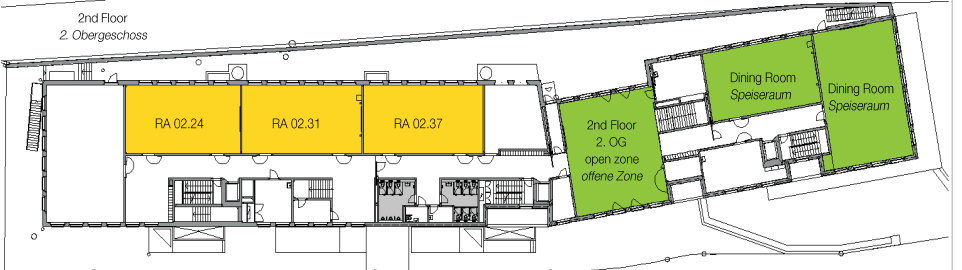 2nd Floor
2. Obergeschoss
RA 02.24
RA 02.31
RA 02.37
2nd Floor
2. OG
open zone
offene Zone
Dining Room
Speiseraum
Dining Room
Speiseraum